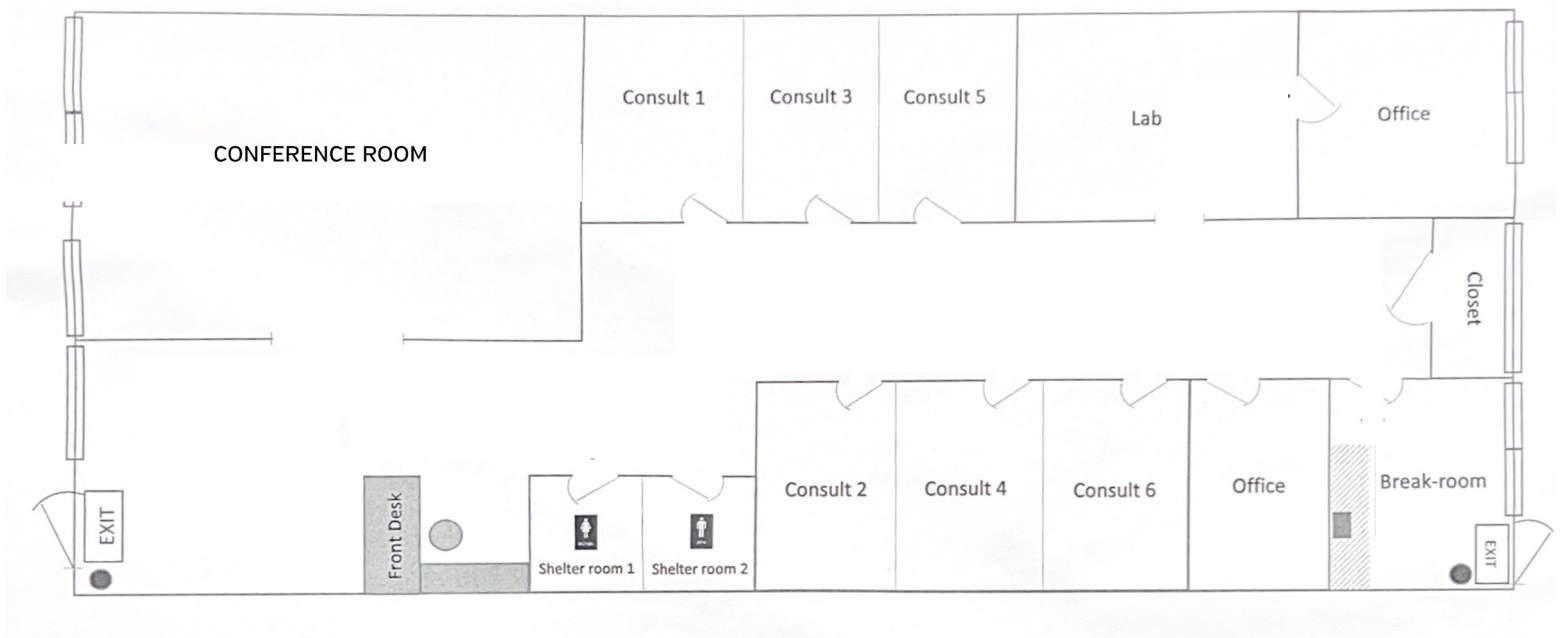 Consult 1
Consult 3
Consult 5
Lab
Office
CONFERENCE ROOM
Closet
Consult 2
Consult 4
Consult 6
Office
Break-room
EXIT
Front Desk
Shelter room 1
Shelter room 2
EXIT